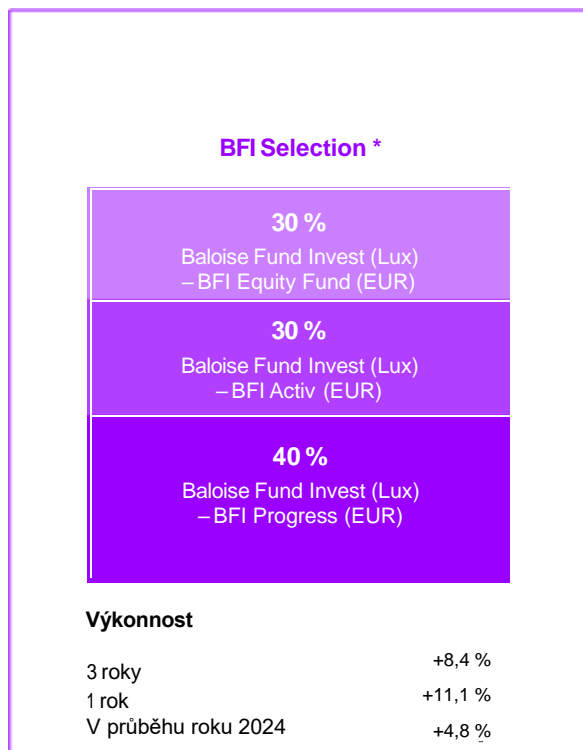 BFI Selection *
30 %
Baloise Fund Invest (Lux)
– BFI Equity Fund (EUR)
30 %
Baloise Fund Invest (Lux)
– BFI Activ (EUR)
40 %
Baloise Fund Invest (Lux)
– BFI Progress (EUR)
Výkonnost
3 roky +8,4 %
1 rok +11,1 %
V průběhu roku 2024 +4,8 %